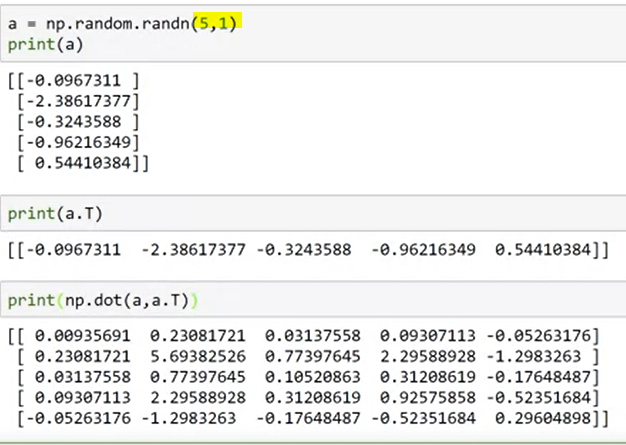 a = np.random.randn(5,1)
print(a)
[[-0.0967311 ]
 [-2.38617377]
 [-0.3243588 ]
 [-0.96216349]
 [ 0.54410384]]
print(a.T)
[[-0.0967311  -2.38617377 -0.3243588  -0.96216349  0.54410384]]
print(np.dot(a,a.T))
[[ 0.00935691  0.23081721  0.03137558  0.09307113 -0.05263176]
 [ 0.23081721  5.69382526  0.77397645  2.29588928 -1.2983263 ]
 [ 0.03137558  0.77397645  0.10520863  0.31208619 -0.17648487]
 [ 0.09307113  2.29588928  0.31208619  0.92575858 -0.52351684]
 [-0.05263176 -1.2983263  -0.17648487 -0.52351684  0.29604898]]